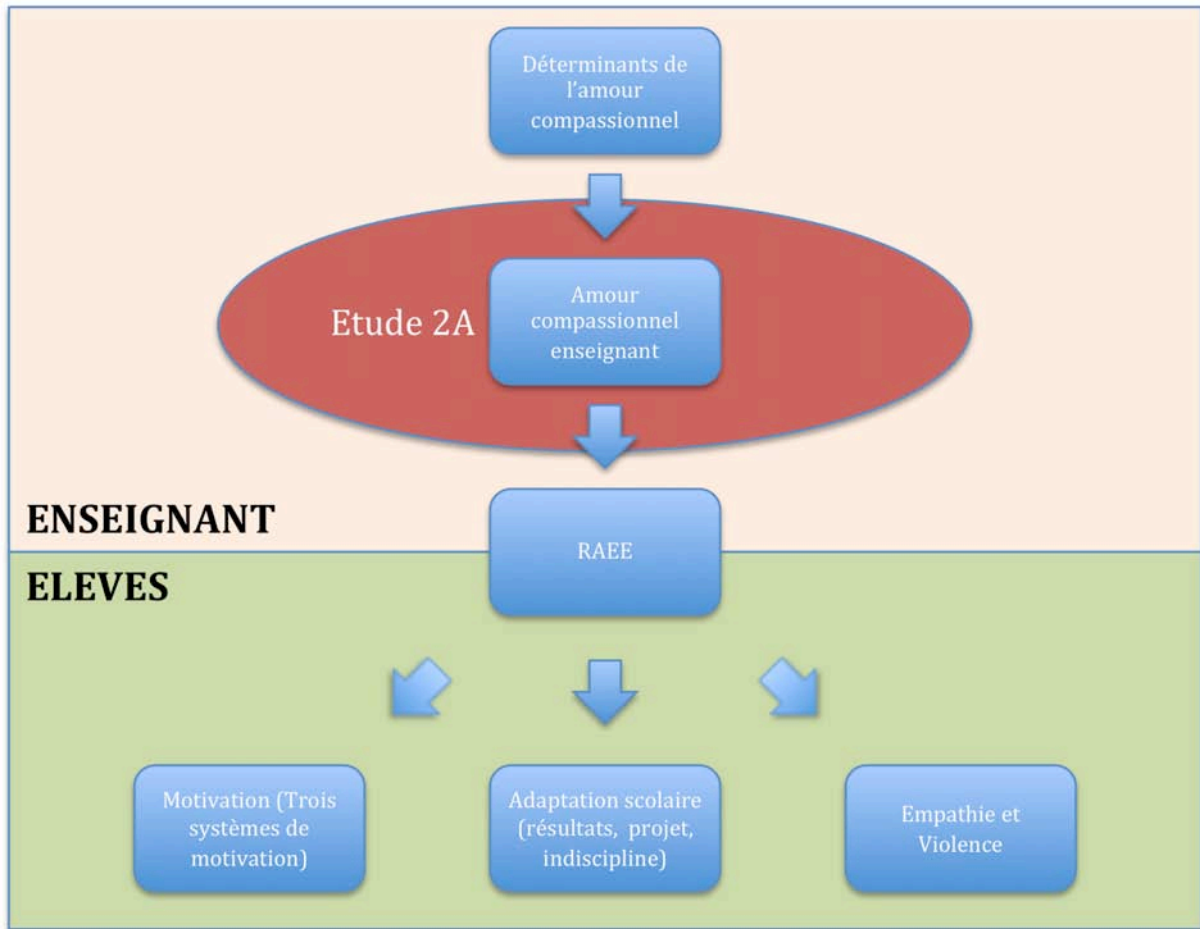 Déterminants de
l'amour
compassionnel
Etude 2A
Amour
compassionnel
enseignant
ENSEIGNANT
RAEE
ELEVES
Motivation (Trois
systèmes de
motivation)
Adaptation scolaire
(résultats, projet,
indiscipline)
Empathie et
Violence